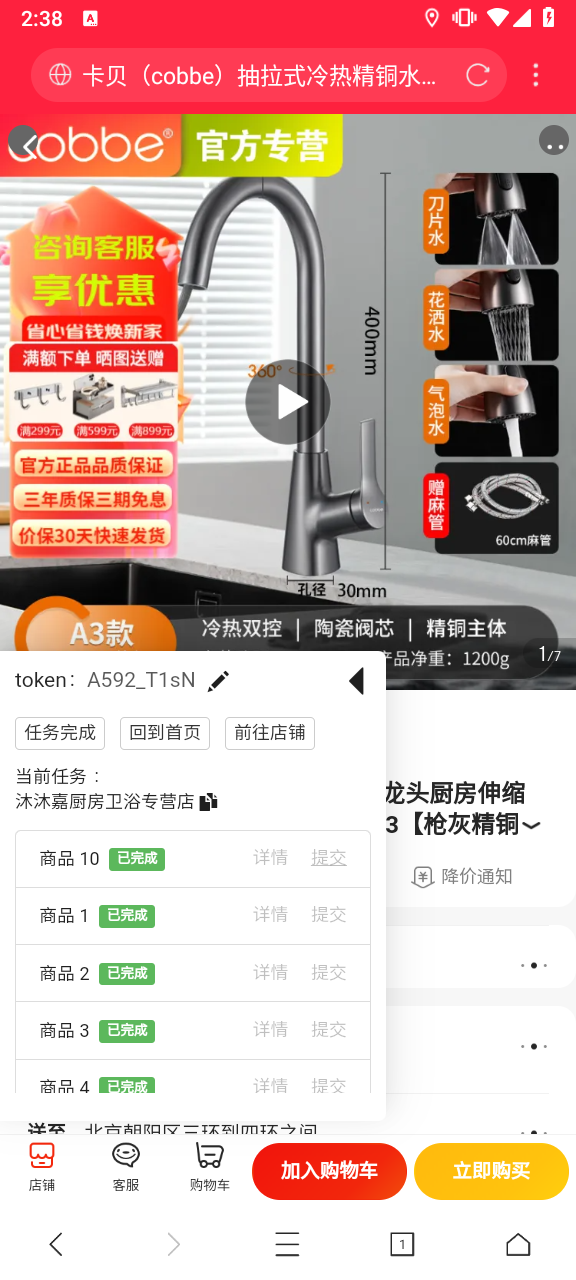 2:38
A
卡贝（cobbe）抽拉式冷热精铜水...
cobbe® 官方专营
咨询客服
享优惠
省心省钱焕新家
满额下单 晒图送赠
满299元 满599元 满899元
官方正品品质保证
三年质保三期免息
价保30天快速发货
400mm
360°
刀片水
花洒水
气泡水
赠麻管
60cm麻管
孔径 30mm
A3款
冷热双控 | 陶瓷阀芯 | 精铜主体
产品净重：1200g
1/7
token： A592_T1sN
任务完成 回到首页 前往店铺
当前任务：
沐沐嘉厨房卫浴专营店
商品 10 已完成 详情 提交
商品 1 已完成 详情 提交
商品 2 已完成 详情 提交
商品 3 已完成 详情 提交
商品 4 已完成 详情 提交
龙头厨房伸缩
3【枪灰精铜
降价通知
送至 北京朝阳区三环到四环之间
店铺 客服 购物车 加入购物车 立即购买
1